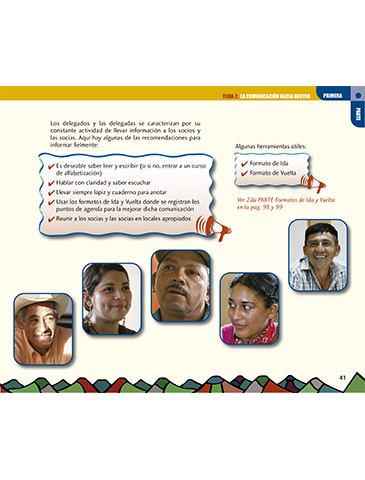 TEMA 2: LA COMUNICACIÓN HACIA DENTRO
PRIMERA
PARTE
Los delegados y las delegadas se caracterizan por su
constante actividad de llevar información a los socios y
las socias. Aquí hay algunas de las recomendaciones para
informar fielmente:
Es deseable saber leer y escribir (o si no, entrar a un curso
de alfabetización)
Hablar con claridad y saber escuchar
Llevar siempre lápiz y cuaderno para anotar
Usar los formatos de Ida y Vuelta donde se registran los
puntos de agenda para la mejorar dicha comunicación
Reunir a los socios y las socias en locales apropiados
Algunas herramientas útiles:
Formato de Ida
Formato de Vuelta
Ver 2da PARTE Formatos de Ida y Vuelta
en la pág. 98 y 99
41